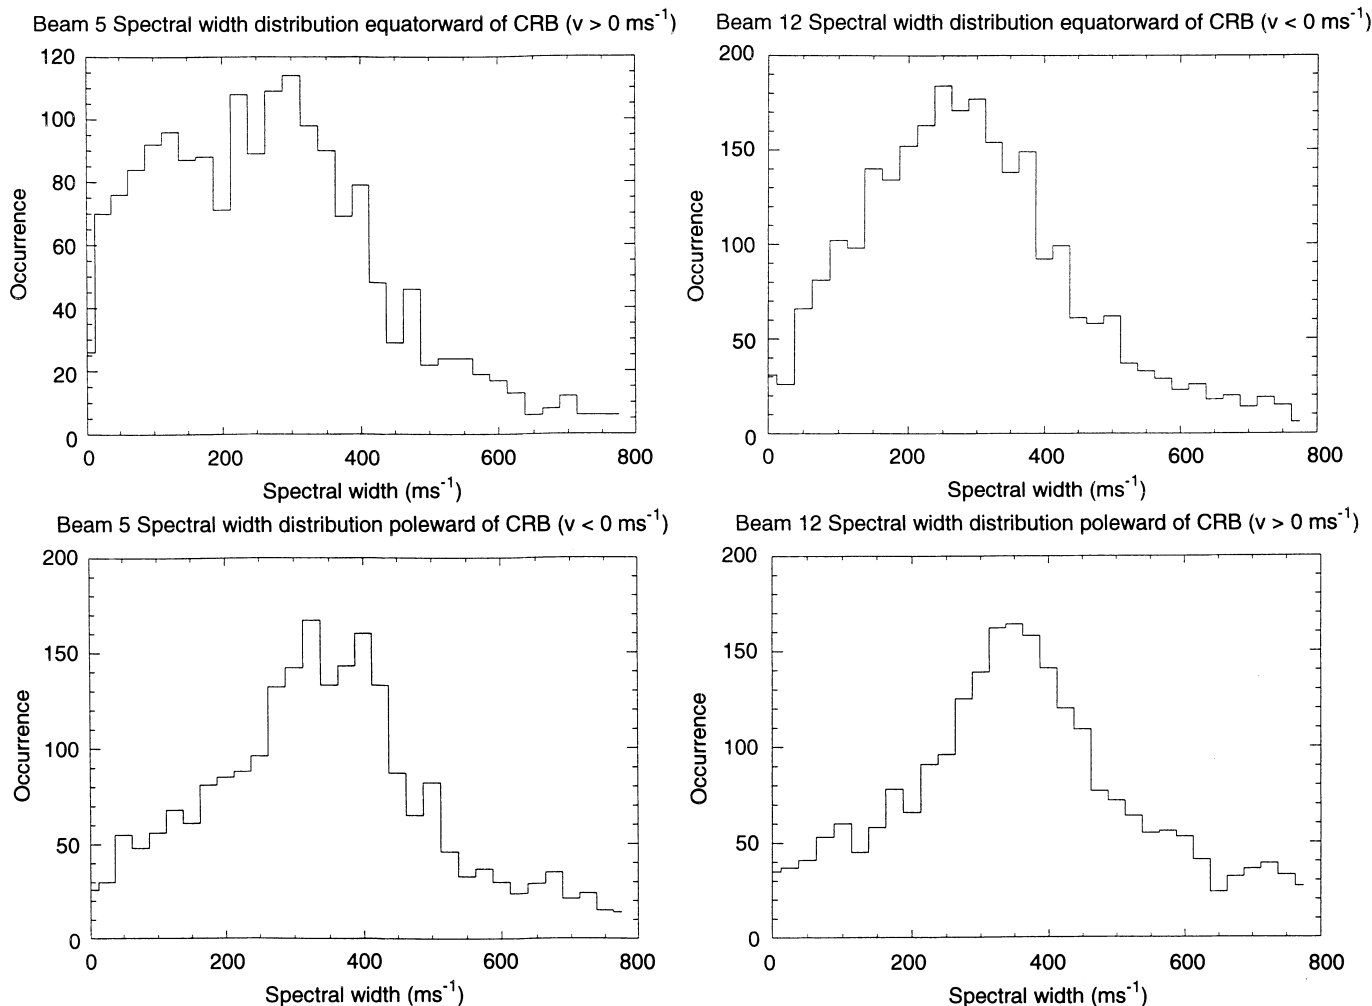 Beam 5 Spectral width distribution equatorward of CRB (v > 0 ms⁻¹)
120
100
80
60
40
20
0
Occurrence
0 200 400 600 800
Spectral width (ms⁻¹)
Beam 12 Spectral width distribution equatorward of CRB (v < 0 ms⁻¹)
200
150
100
50
0
Occurrence
0 200 400 600 800
Spectral width (ms⁻¹)
Beam 5 Spectral width distribution poleward of CRB (v < 0 ms⁻¹)
200
150
100
50
0
Occurrence
0 200 400 600 800
Spectral width (ms⁻¹)
Beam 12 Spectral width distribution poleward of CRB (v > 0 ms⁻¹)
200
150
100
50
0
Occurrence
0 200 400 600 800
Spectral width (ms⁻¹)